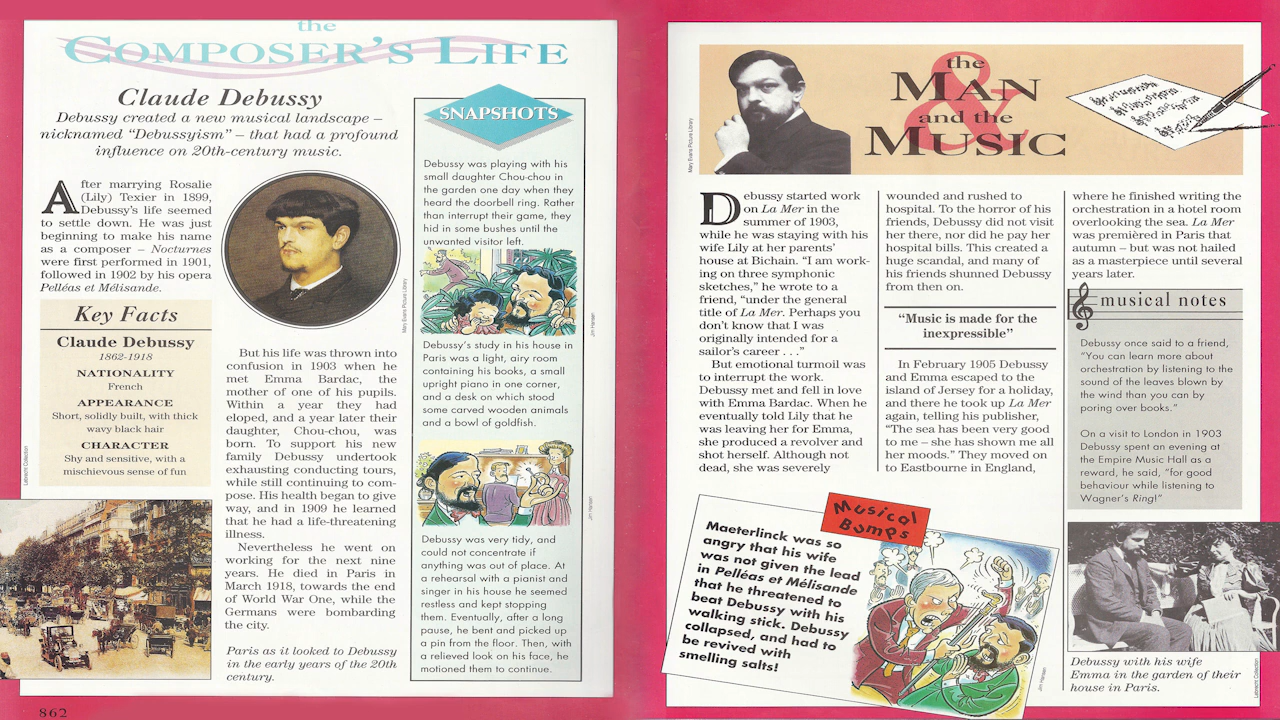 the
COMPOSER'S LIFE
Claude Debussy
Debussy created a new musical landscape –
nicknamed “Debussyism” – that had a profound
influence on 20th-century music.
After marrying Rosalie
(Lily) Texier in 1899,
Debussy's life seemed
to settle down. He was just
beginning to make his name
as a composer – Nocturnes
were first performed in 1901,
followed in 1902 by his opera
Pelléas et Mélisande.
Key Facts
Claude Debussy
1862-1918
NATIONALITY
French
APPEARANCE
Short, solidly built, with thick
wavy black hair
CHARACTER
Shy and sensitive, with a
mischievous sense of fun
Lebrecht Collection
Mary Evans Picture Library
But his life was thrown into
confusion in 1903 when he
met Emma Bardac, the
mother of one of his pupils.
Within a year they had
eloped, and a year later their
daughter, Chou-chou, was
born. To support his new
family Debussy undertook
exhausting conducting tours,
while still continuing to com-
pose. His health began to give
way, and in 1909 he learned
that he had a life-threatening
illness.
Nevertheless he went on
working for the next nine
years. He died in Paris in
March 1918, towards the end
of World War One, while the
Germans were bombarding
the city.
Paris as it looked to Debussy
in the early years of the 20th
century.
SNAPSHOTS
Debussy was playing with his
small daughter Chou-chou in
the garden one day when they
heard the doorbell ring. Rather
than interrupt their game, they
hid in some bushes until the
unwanted visitor left.
Jim Hansen
Debussy's study in his house in
Paris was a light, airy room
containing his books, a small
upright piano in one corner,
and a desk on which stood
some carved wooden animals
and a bowl of goldfish.
Jim Hansen
Debussy was very tidy, and
could not concentrate if
anything was out of place. At
a rehearsal with a pianist and
singer in his house he seemed
restless and kept stopping
them. Eventually, after a long
pause, he bent and picked up
a pin from the floor. Then, with
a relieved look on his face, he
motioned them to continue.
862
Mary Evans Picture Library
the
MAN
&
and the
MUSIC
Debussy started work
on La Mer in the
summer of 1903,
while he was staying with his
wife Lily at her parents'
house at Bichain. “I am work-
ing on three symphonic
sketches,” he wrote to a
friend, “under the general
title of La Mer. Perhaps you
don't know that I was
originally intended for a
sailor's career . . .”
But emotional turmoil was
to interrupt the work.
Debussy met and fell in love
with Emma Bardac. When he
eventually told Lily that he
was leaving her for Emma,
she produced a revolver and
shot herself. Although not
dead, she was severely
wounded and rushed to
hospital. To the horror of his
friends, Debussy did not visit
her there, nor did he pay her
hospital bills. This created a
huge scandal, and many of
his friends shunned Debussy
from then on.
“Music is made for the
inexpressible”
In February 1905 Debussy
and Emma escaped to the
island of Jersey for a holiday,
and there he took up La Mer
again, telling his publisher,
“The sea has been very good
to me – she has shown me all
her moods.” They moved on
to Eastbourne in England,
where he finished writing the
orchestration in a hotel room
overlooking the sea. La Mer
was premièred in Paris that
autumn – but was not hailed
as a masterpiece until several
years later.
musical notes
Debussy once said to a friend,
“You can learn more about
orchestration by listening to the
sound of the leaves blown by
the wind than you can by
poring over books.”
On a visit to London in 1903
Debussy spent an evening at
the Empire Music Hall as a
reward, he said, “for good
behaviour while listening to
Wagner's Ring!”
Musical
Bumps
Maeterlinck was so
angry that his wife
was not given the lead
in Pelléas et Mélisande
that he threatened to
beat Debussy with his
walking stick. Debussy
collapsed, and had to
be revived with
smelling salts!
Jim Hansen
Debussy with his wife
Emma in the garden of their
house in Paris.
Lebrecht Collection